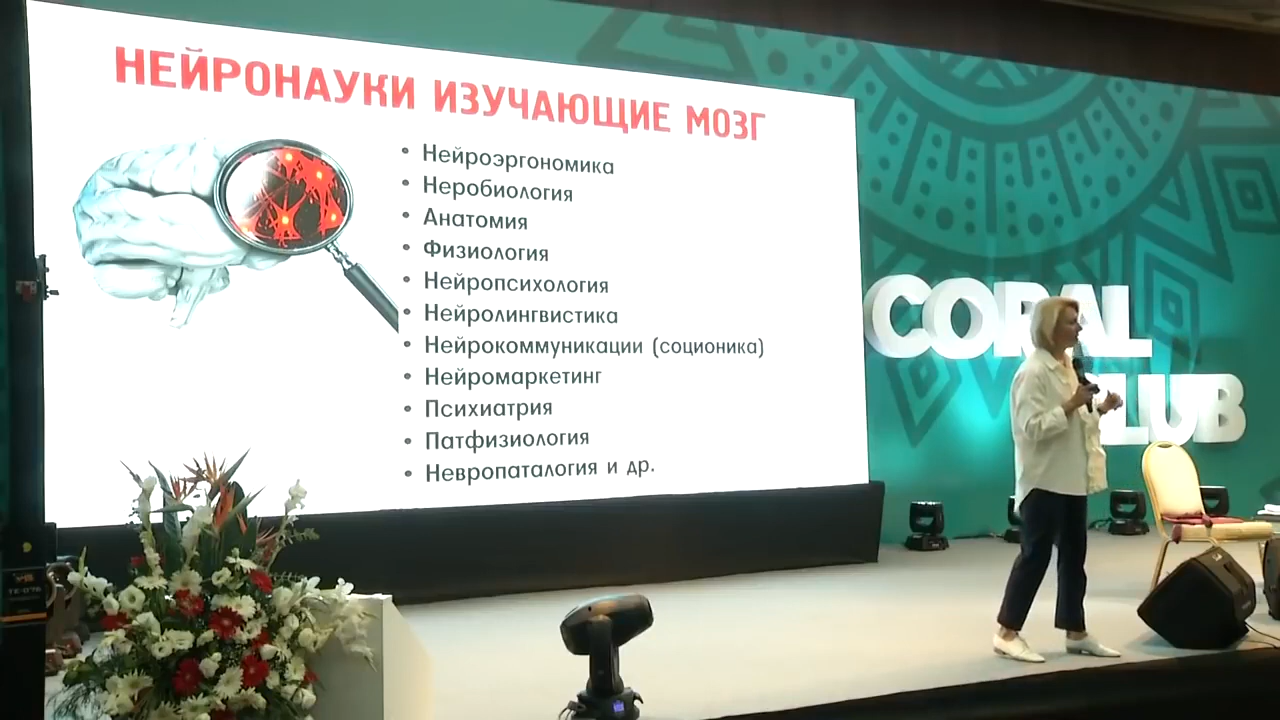 НЕЙРОНАУКИ ИЗУЧАЮЩИЕ МОЗГ
• Нейроэргономика
• Неробиология
• Анатомия
• Физиология
• Нейропсихология
• Нейролингвистика
• Нейрокоммуникации (соционика)
• Нейромаркетинг
• Психиатрия
• Патфизиология
• Невропаталогия и др.
CORAL
CLUB